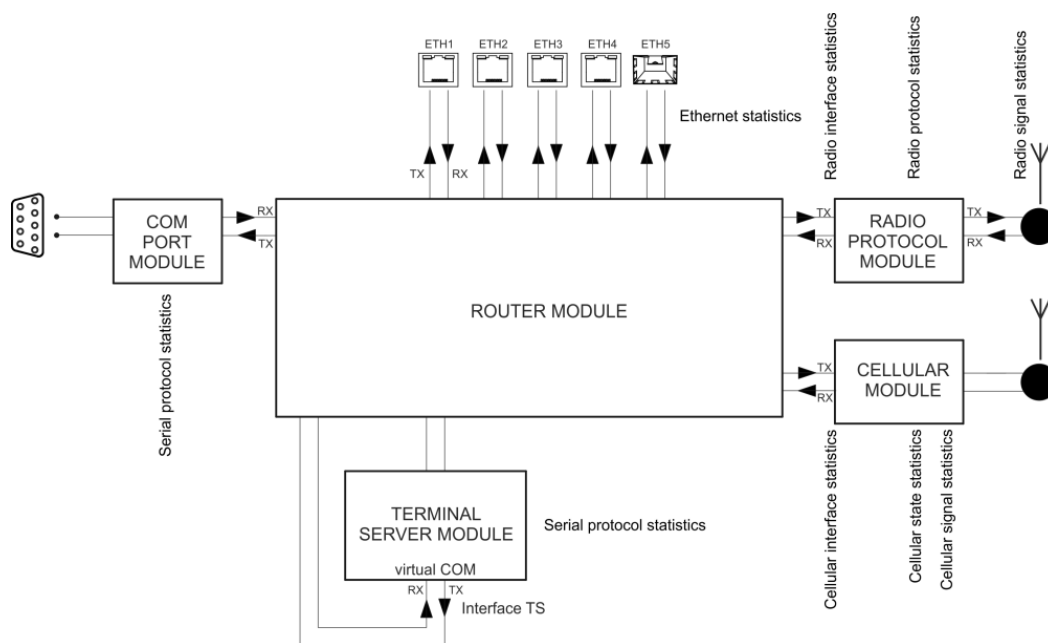 ETH1
ETH2
ETH3
ETH4
ETH5
Ethernet statistics
Radio interface statistics
Radio protocol statistics
Radio signal statistics
TX
RX
COM
PORT
MODULE
RX
TX
Serial protocol statistics
ROUTER MODULE
TX
RX
RADIO
PROTOCOL
MODULE
TX
RX
TX
RX
CELLULAR
MODULE
Cellular interface statistics
Cellular state statistics
Cellular signal statistics
TERMINAL
SERVER MODULE
virtual COM
Serial protocol statistics
RX
TX
Interface TS